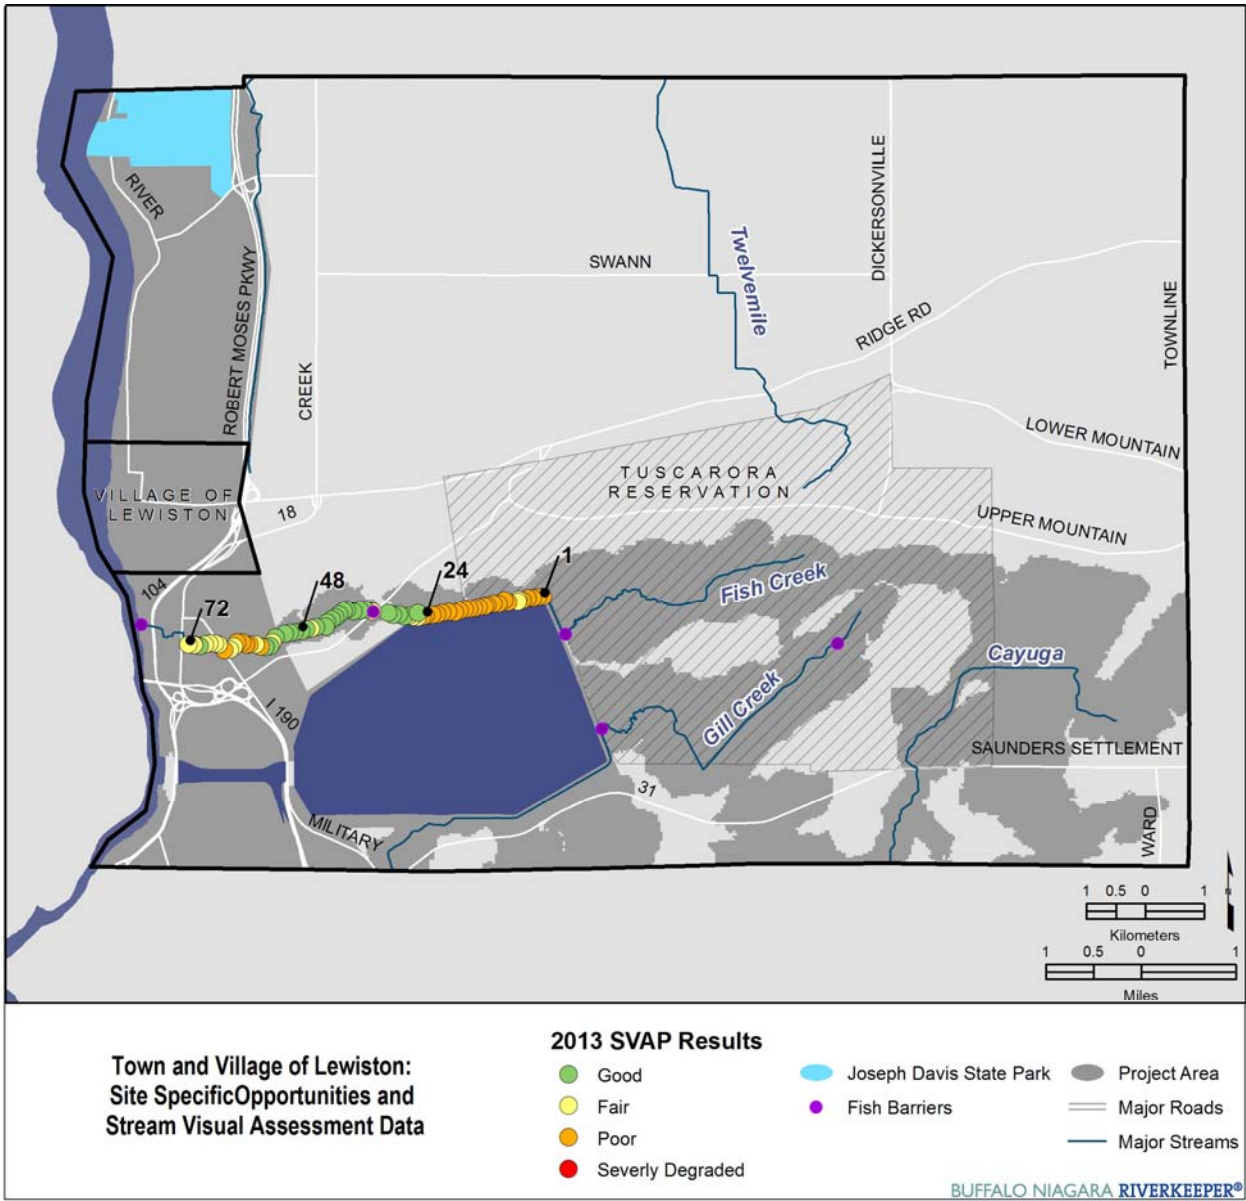 RIVER
ROBERT MOSES PKWY
CREEK
SWANN
Twelvemile
DICKERSONVILLE
RIDGE RD
TOWNLINE
LOWER MOUNTAIN
TUSCARORA
RESERVATION
UPPER MOUNTAIN
VILLAGE OF
LEWISTON
18
104
72
48
24
1
Fish Creek
Gill Creek
Cayuga
I 190
SAUNDERS SETTLEMENT
31
MILITARY
WARD
N
1 0.5 0 1
Kilometers
1 0.5 0 1
Miles
Town and Village of Lewiston:
Site SpecificOpportunities and
Stream Visual Assessment Data
2013 SVAP Results
Good
Fair
Poor
Severly Degraded
Joseph Davis State Park
Fish Barriers
Project Area
Major Roads
Major Streams
BUFFALO NIAGARA RIVERKEEPER®